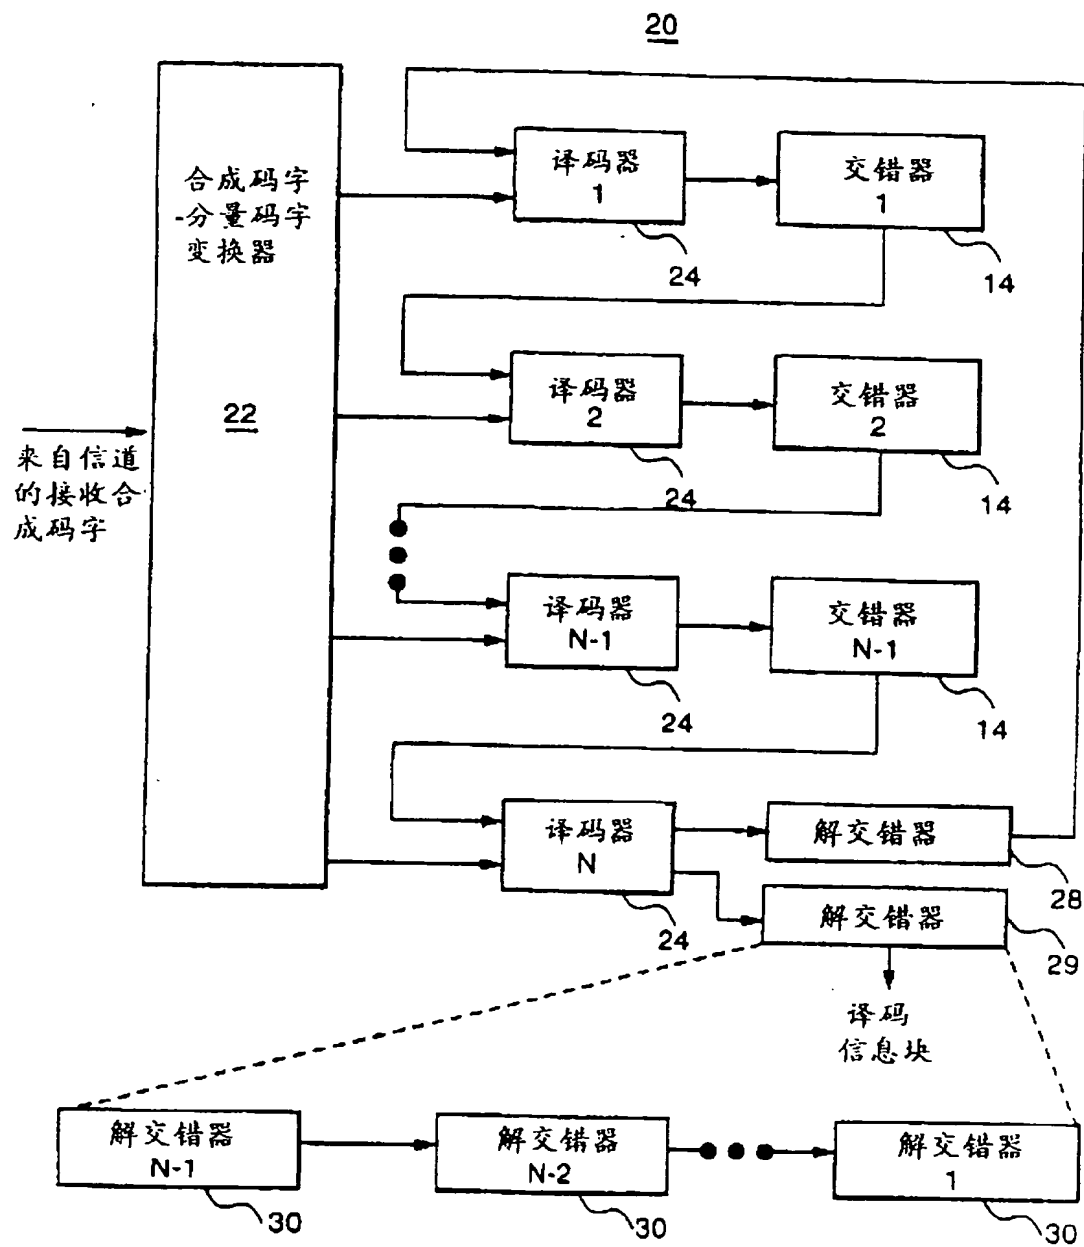 20
合成码字
-分量码字
变换器
22
来自信道
的接收合
成码字
译码器
1
24
交错器
1
14
译码器
2
24
交错器
2
14
译码器
N-1
24
交错器
N-1
14
译码器
N
24
解交错器
28
解交错器
29
译码
信息块
解交错器
N-1
30
解交错器
N-2
30
解交错器
1
30